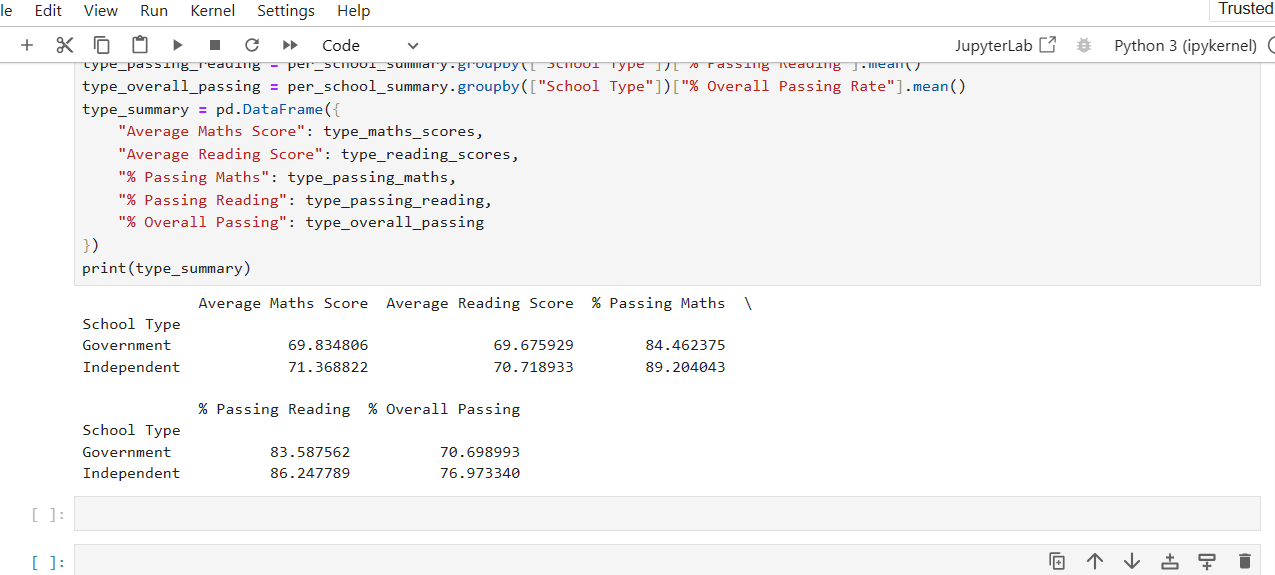 le Edit View Run Kernel Settings Help Trusted
Code JupyterLab Python 3 (ipykernel)
type_passing_reading = per_school_summary.groupby(["School Type"])["% Passing Reading"].mean()
type_overall_passing = per_school_summary.groupby(["School Type"])["% Overall Passing Rate"].mean()
type_summary = pd.DataFrame({
    "Average Maths Score": type_maths_scores,
    "Average Reading Score": type_reading_scores,
    "% Passing Maths": type_passing_maths,
    "% Passing Reading": type_passing_reading,
    "% Overall Passing": type_overall_passing
})
print(type_summary)
             Average Maths Score  Average Reading Score  % Passing Maths  \
School Type
Government             69.834806              69.675929        84.462375
Independent            71.368822              70.718933        89.204043
             % Passing Reading  % Overall Passing
School Type
Government           83.587562          70.698993
Independent          86.247789          76.973340
[ ]:
[ ]: